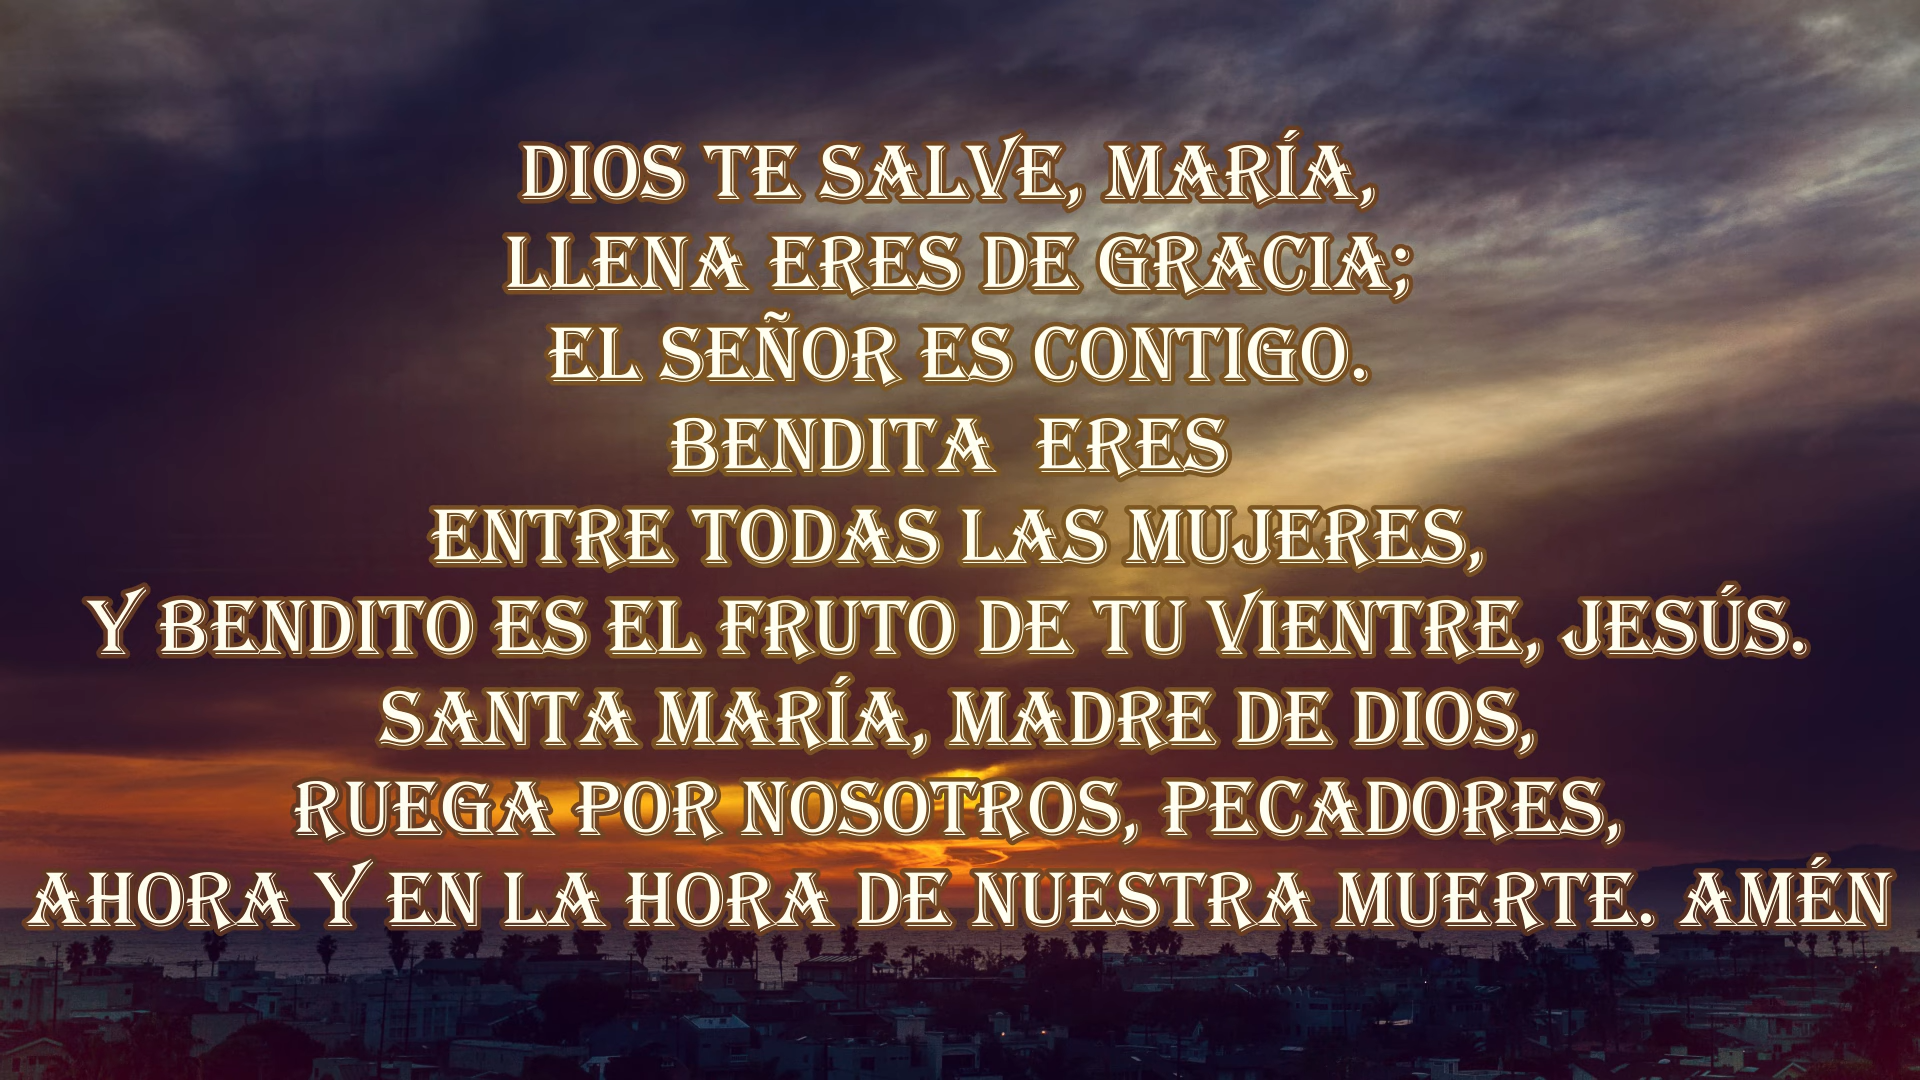 DIOS TE SALVE, MARÍA,
LLENA ERES DE GRACIA;
EL SEÑOR ES CONTIGO.
BENDITA  ERES
ENTRE TODAS LAS MUJERES,
Y BENDITO ES EL FRUTO DE TU VIENTRE, JESÚS.
SANTA MARÍA, MADRE DE DIOS,
RUEGA POR NOSOTROS, PECADORES,
AHORA Y EN LA HORA DE NUESTRA MUERTE. AMÉN